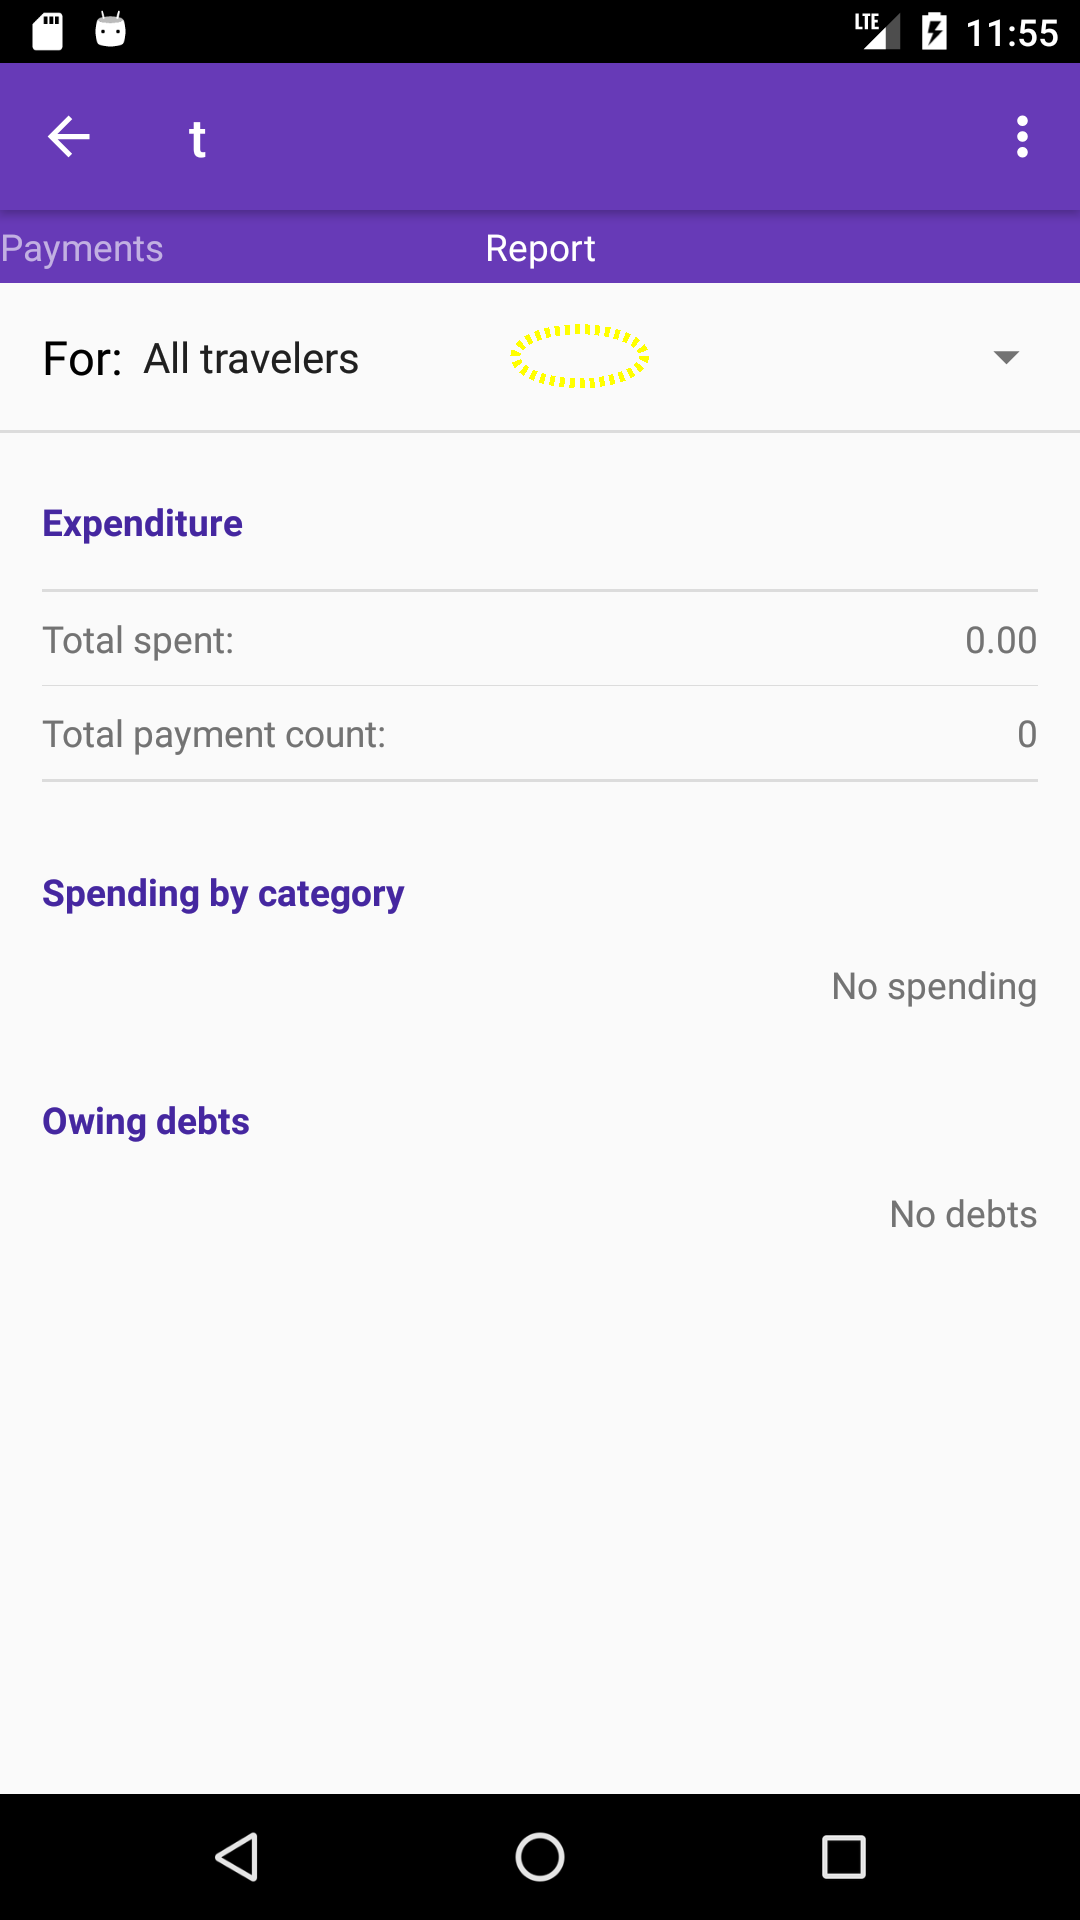 LTE 11:55
t
Payments Report
For: All travelers
Expenditure
Total spent: 0.00
Total payment count: 0
Spending by category
No spending
Owing debts
No debts